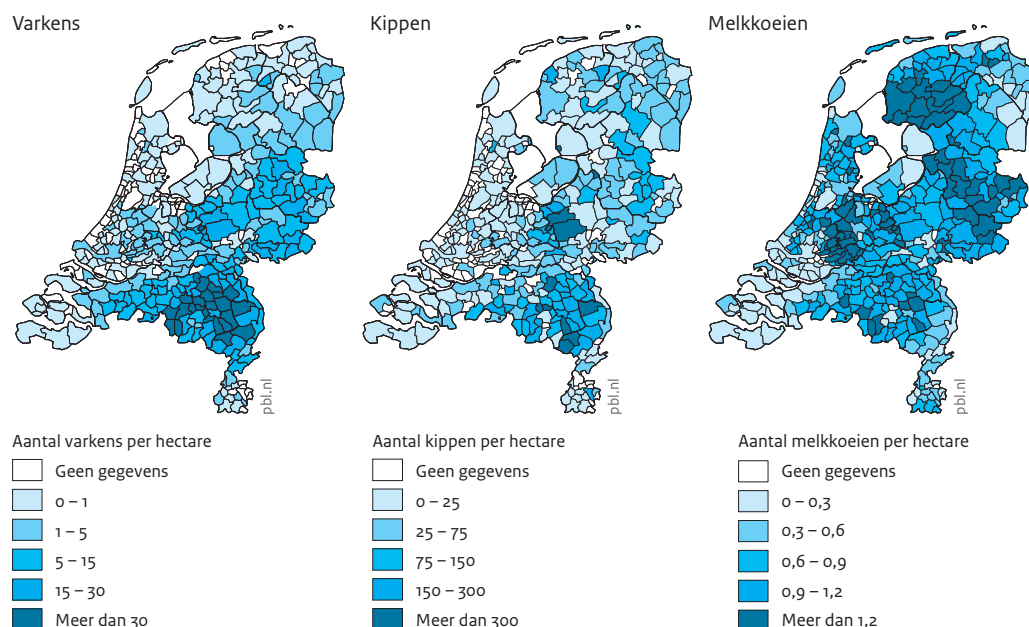 Varkens
Kippen
Melkkoeien
pbl.nl
pbl.nl
pbl.nl
Aantal varkens per hectare
Geen gegevens
0 – 1
1 – 5
5 – 15
15 – 30
Meer dan 30
Aantal kippen per hectare
Geen gegevens
0 – 25
25 – 75
75 – 150
150 – 300
Meer dan 300
Aantal melkkoeien per hectare
Geen gegevens
0 – 0,3
0,3 – 0,6
0,6 – 0,9
0,9 – 1,2
Meer dan 1,2